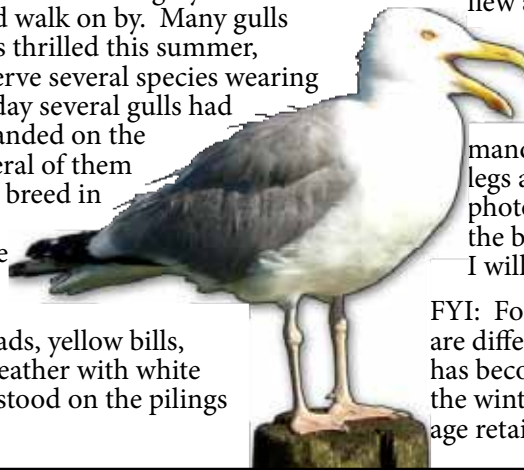 d walk on by. Many gulls
s thrilled this summer,
erve several species wearing
day several gulls had
anded on the
eral of them
breed in
e
ads, yellow bills,
eather with white
stood on the pilings
mand
legs a
photo
the b
I will
FYI: Fo
are diffe
has beco
the wint
age retai